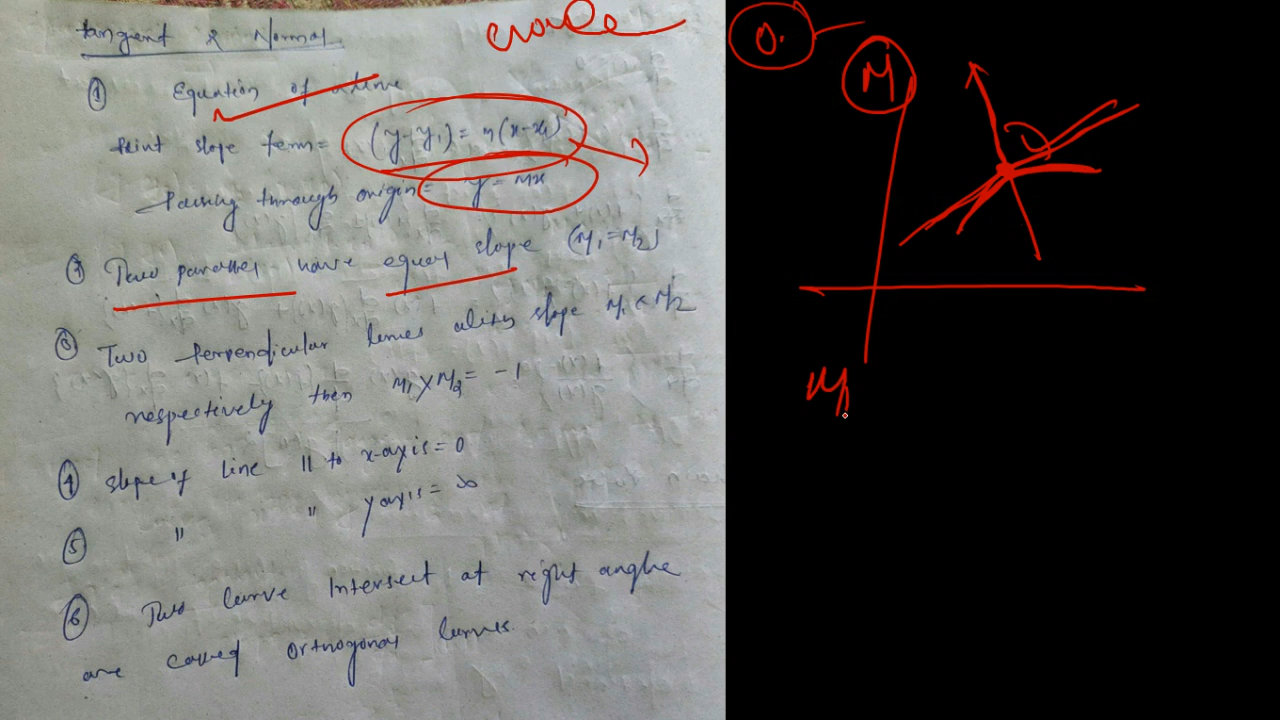 Tangent & Normal
① Equation of a line
Point slope form = (y-y₁) = m(x-x₁)
Passing through origin = y = mx
② Two parallel have equal slope (M₁=M₂)
③ Two perpendicular lines slope M₁ & M₂
respectively then M₁×M₂ = -1
④ Slope of line || to x-axis = 0
⑤ " " y axis = ∞
⑥ Two curve Intersect at right angle
are called orthogonal curves.
0.
M
M